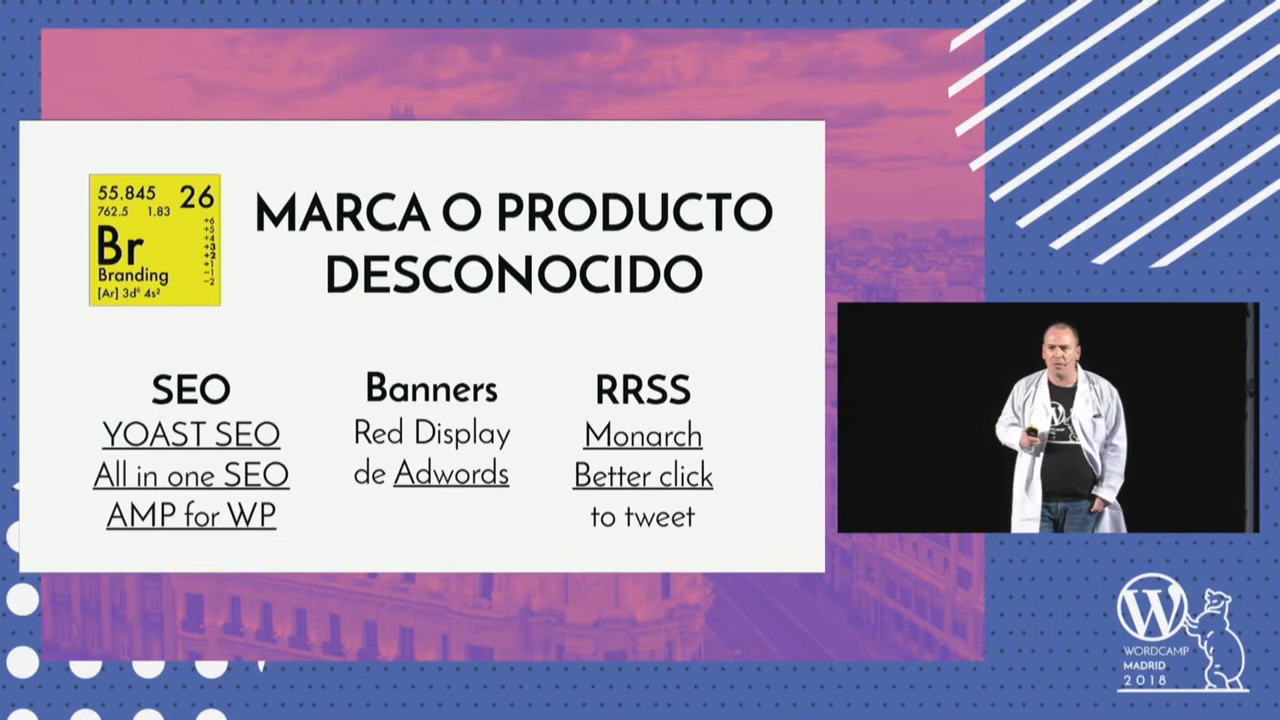 55.845 26
762.5 1.83
+6
+5
+4
+3
+2
+1
-1
-2
Br
Branding
[Ar] 3d⁶ 4s²
MARCA O PRODUCTO
DESCONOCIDO
SEO
YOAST SEO
All in one SEO
AMP for WP
Banners
Red Display
de Adwords
RRSS
Monarch
Better click
to tweet
W
WORDCAMP
MADRID
2018